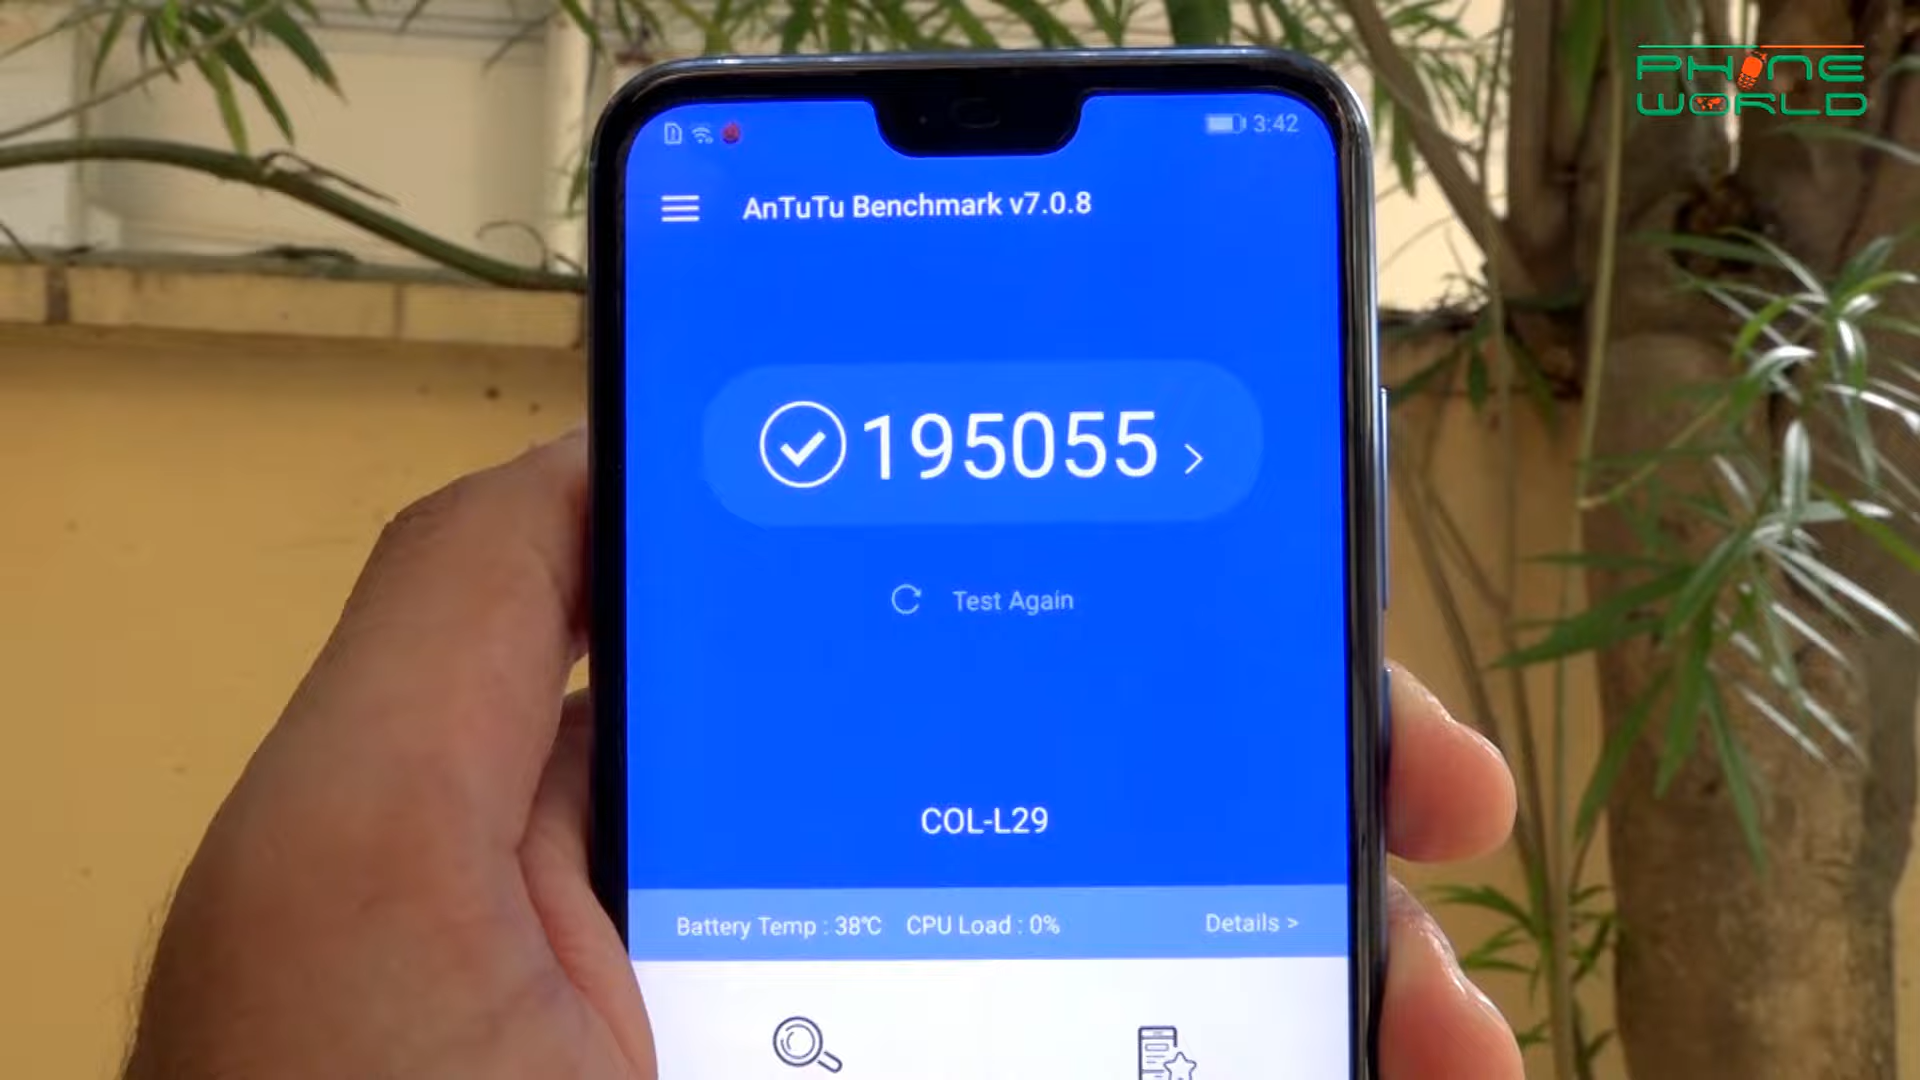 PHONE
WORLD
3:42
AnTuTu Benchmark v7.0.8
195055 >
Test Again
COL-L29
Battery Temp : 38℃ CPU Load : 0% Details >